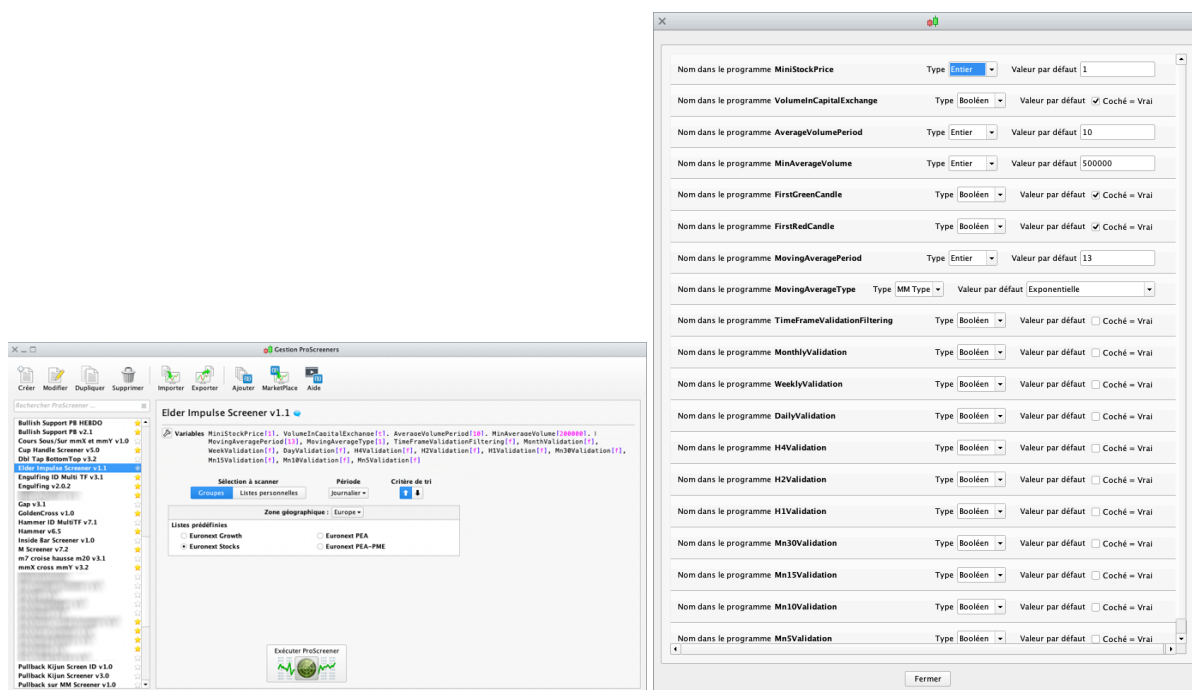 Gestion ProScreeners
Créer Modifier Dupliquer Supprimer Importer Exporter Ajouter MarketPlace Aide
Rechercher ProScreener ...
Bullish Support PB HEBDO
Bullish Support PB v2.1
Cours Sous/Sur mmX et mmY v1.0
Cup Handle Screener v5.0
Dbl Tap BottomTop v3.2
Elder Impulse Screener v1.1
Engulfing ID Multi TF v3.1
Engulfing v2.0.2
Gap v3.1
GoldenCross v1.0
Hammer ID MultiTF v7.1
Hammer v6.5
Inside Bar Screener v1.0
M Screener v7.2
m7 croise hausse m20 v3.1
mmX cross mmY v3.2
Pullback Kijun Screen ID v1.0
Pullback Kijun Screener v3.0
Pullback sur MM Screener v1.0
Elder Impulse Screener v1.1
Variables MiniStockPrice[1], VolumeInCapitalExchange[t], AverageVolumePeriod[10], MinAverageVolume[200000], !
MovingAveragePeriod[13], MovingAverageType[1], TimeFrameValidationFiltering[f], MonthValidation[f],
WeekValidation[f], DayValidation[f], H4Validation[f], H2Validation[f], H1Validation[f], Mn30Validation[f],
Mn15Validation[f], Mn10Validation[f], Mn5Validation[f]
Sélection à scanner Période Critère de tri
Groupes Listes personnelles Journalier
Zone géographique : Europe
Listes prédéfinies
Euronext Growth Euronext PEA
Euronext Stocks Euronext PEA-PME
Exécuter ProScreener
Nom dans le programme MiniStockPrice Type Entier Valeur par défaut 1
Nom dans le programme VolumeInCapitalExchange Type Booléen Valeur par défaut Coché = Vrai
Nom dans le programme AverageVolumePeriod Type Entier Valeur par défaut 10
Nom dans le programme MinAverageVolume Type Entier Valeur par défaut 500000
Nom dans le programme FirstGreenCandle Type Booléen Valeur par défaut Coché = Vrai
Nom dans le programme FirstRedCandle Type Booléen Valeur par défaut Coché = Vrai
Nom dans le programme MovingAveragePeriod Type Entier Valeur par défaut 13
Nom dans le programme MovingAverageType Type MM Type Valeur par défaut Exponentielle
Nom dans le programme TimeFrameValidationFiltering Type Booléen Valeur par défaut Coché = Vrai
Nom dans le programme MonthlyValidation Type Booléen Valeur par défaut Coché = Vrai
Nom dans le programme WeeklyValidation Type Booléen Valeur par défaut Coché = Vrai
Nom dans le programme DailyValidation Type Booléen Valeur par défaut Coché = Vrai
Nom dans le programme H4Validation Type Booléen Valeur par défaut Coché = Vrai
Nom dans le programme H2Validation Type Booléen Valeur par défaut Coché = Vrai
Nom dans le programme H1Validation Type Booléen Valeur par défaut Coché = Vrai
Nom dans le programme Mn30Validation Type Booléen Valeur par défaut Coché = Vrai
Nom dans le programme Mn15Validation Type Booléen Valeur par défaut Coché = Vrai
Nom dans le programme Mn10Validation Type Booléen Valeur par défaut Coché = Vrai
Nom dans le programme Mn5Validation Type Booléen Valeur par défaut Coché = Vrai
Fermer